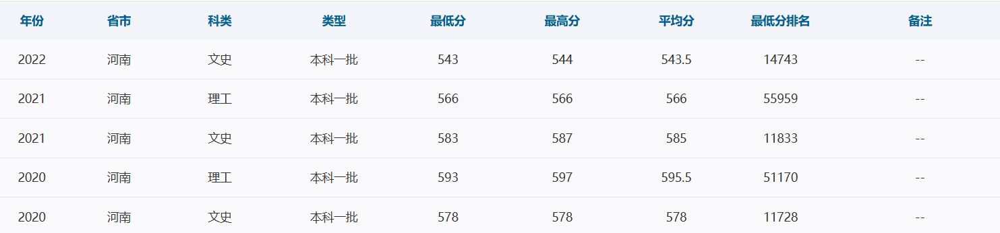 年份 省市 科类 类型 最低分 最高分 平均分 最低分排名 备注
2022 河南 文史 本科一批 543 544 543.5 14743 --
2021 河南 理工 本科一批 566 566 566 55959 --
2021 河南 文史 本科一批 583 587 585 11833 --
2020 河南 理工 本科一批 593 597 595.5 51170 --
2020 河南 文史 本科一批 578 578 578 11728 --